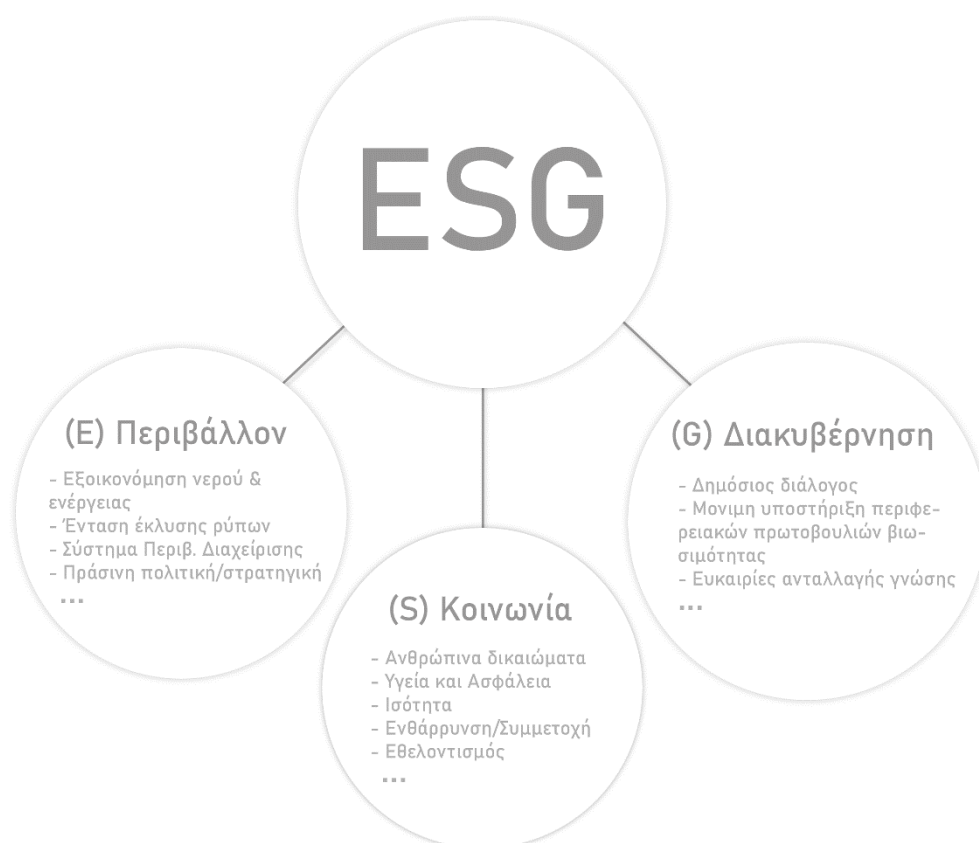 ESG
(E) Περιβάλλον
- Εξοικονόμηση νερού &
ενέργειας
- Ένταση έκλυσης ρύπων
- Σύστημα Περιβ. Διαχείρισης
- Πράσινη πολιτική/στρατηγική
...
(S) Κοινωνία
- Ανθρώπινα δικαιώματα
- Υγεία και Ασφάλεια
- Ισότητα
- Ενθάρρυνση/Συμμετοχή
- Εθελοντισμός
...
(G) Διακυβέρνηση
- Δημόσιος διάλογος
- Μονιμη υποστήριξη περιφε-
ρειακών πρωτοβουλιών βιω-
σιμότητας
- Ευκαιρίες ανταλλαγής γνώσης
...